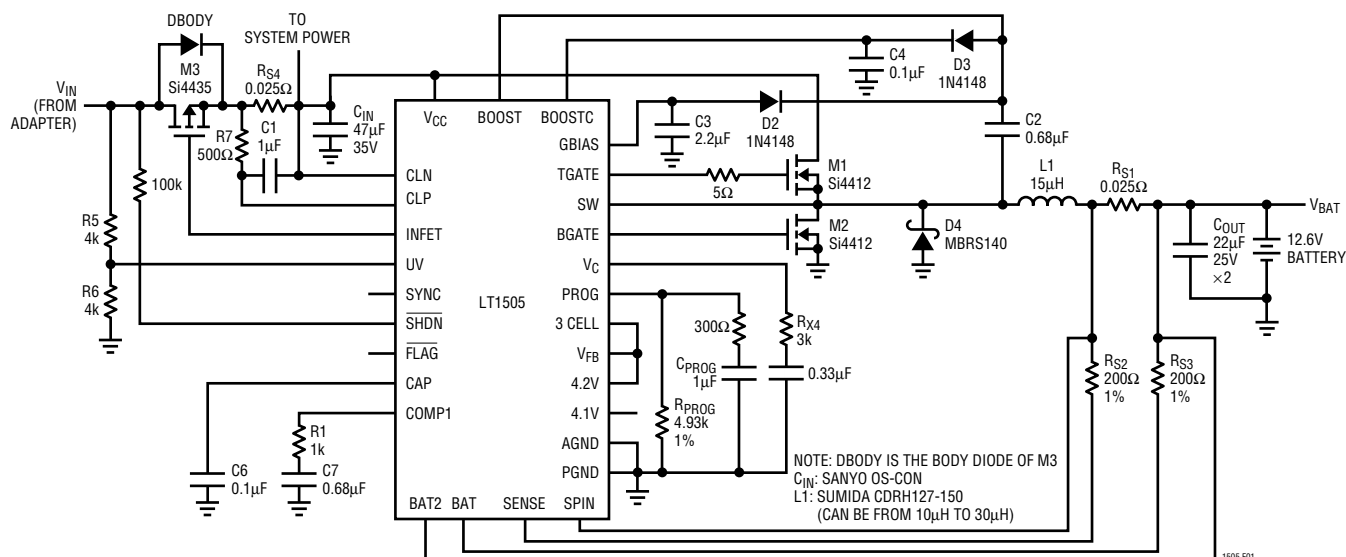 DBODY
M3
Si4435
TO
SYSTEM POWER
RS4
0.025Ω
VIN
(FROM
ADAPTER)
R7
500Ω
C1
1µF
CIN
47µF
35V
100k
R5
4k
R6
4k
VCC
BOOST
BOOSTC
GBIAS
TGATE
SW
BGATE
VC
PROG
3 CELL
VFB
4.2V
4.1V
AGND
PGND
CLN
CLP
INFET
UV
SYNC
SHDN
FLAG
CAP
COMP1
LT1505
BAT2
BAT
SENSE
SPIN
C4
0.1µF
D3
1N4148
C3
2.2µF
D2
1N4148
C2
0.68µF
5Ω
M1
Si4412
M2
Si4412
D4
MBRS140
L1
15µH
RS1
0.025Ω
VBAT
COUT
22µF
25V
×2
12.6V
BATTERY
300Ω
CPROG
1µF
RPROG
4.93k
1%
RX4
3k
0.33µF
RS2
200Ω
1%
RS3
200Ω
1%
R1
1k
C6
0.1µF
C7
0.68µF
NOTE: DBODY IS THE BODY DIODE OF M3
CIN: SANYO OS-CON
L1: SUMIDA CDRH127-150
(CAN BE FROM 10µH TO 30µH)
1505 F01